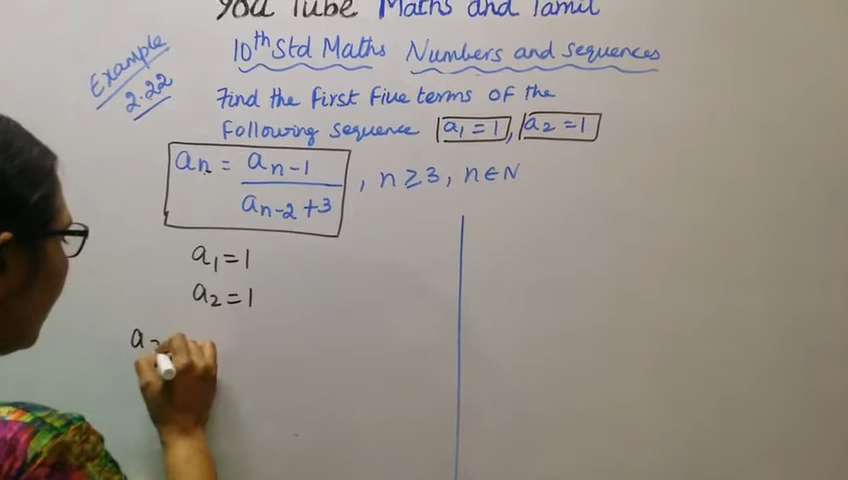 You Tube Maths and Tamil
10th Std Maths Numbers and sequences
Example 2.22
Find the first five terms of the
following sequence a₁ = 1, a₂ = 1
aₙ = aₙ₋₁ / aₙ₋₂ + 3, n ≥ 3, n ∈ N
a₁ = 1
a₂ = 1
a